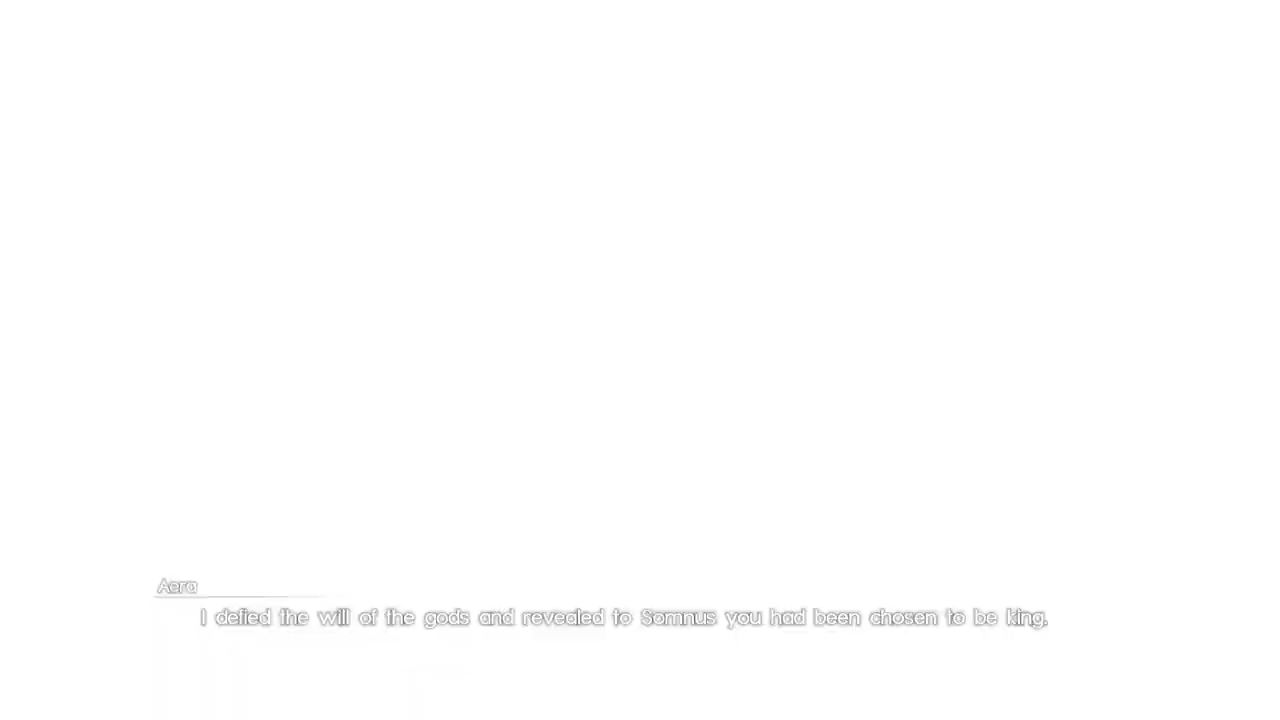 Aera
I defied the will of the gods and revealed to Somnus you had been chosen to be king.